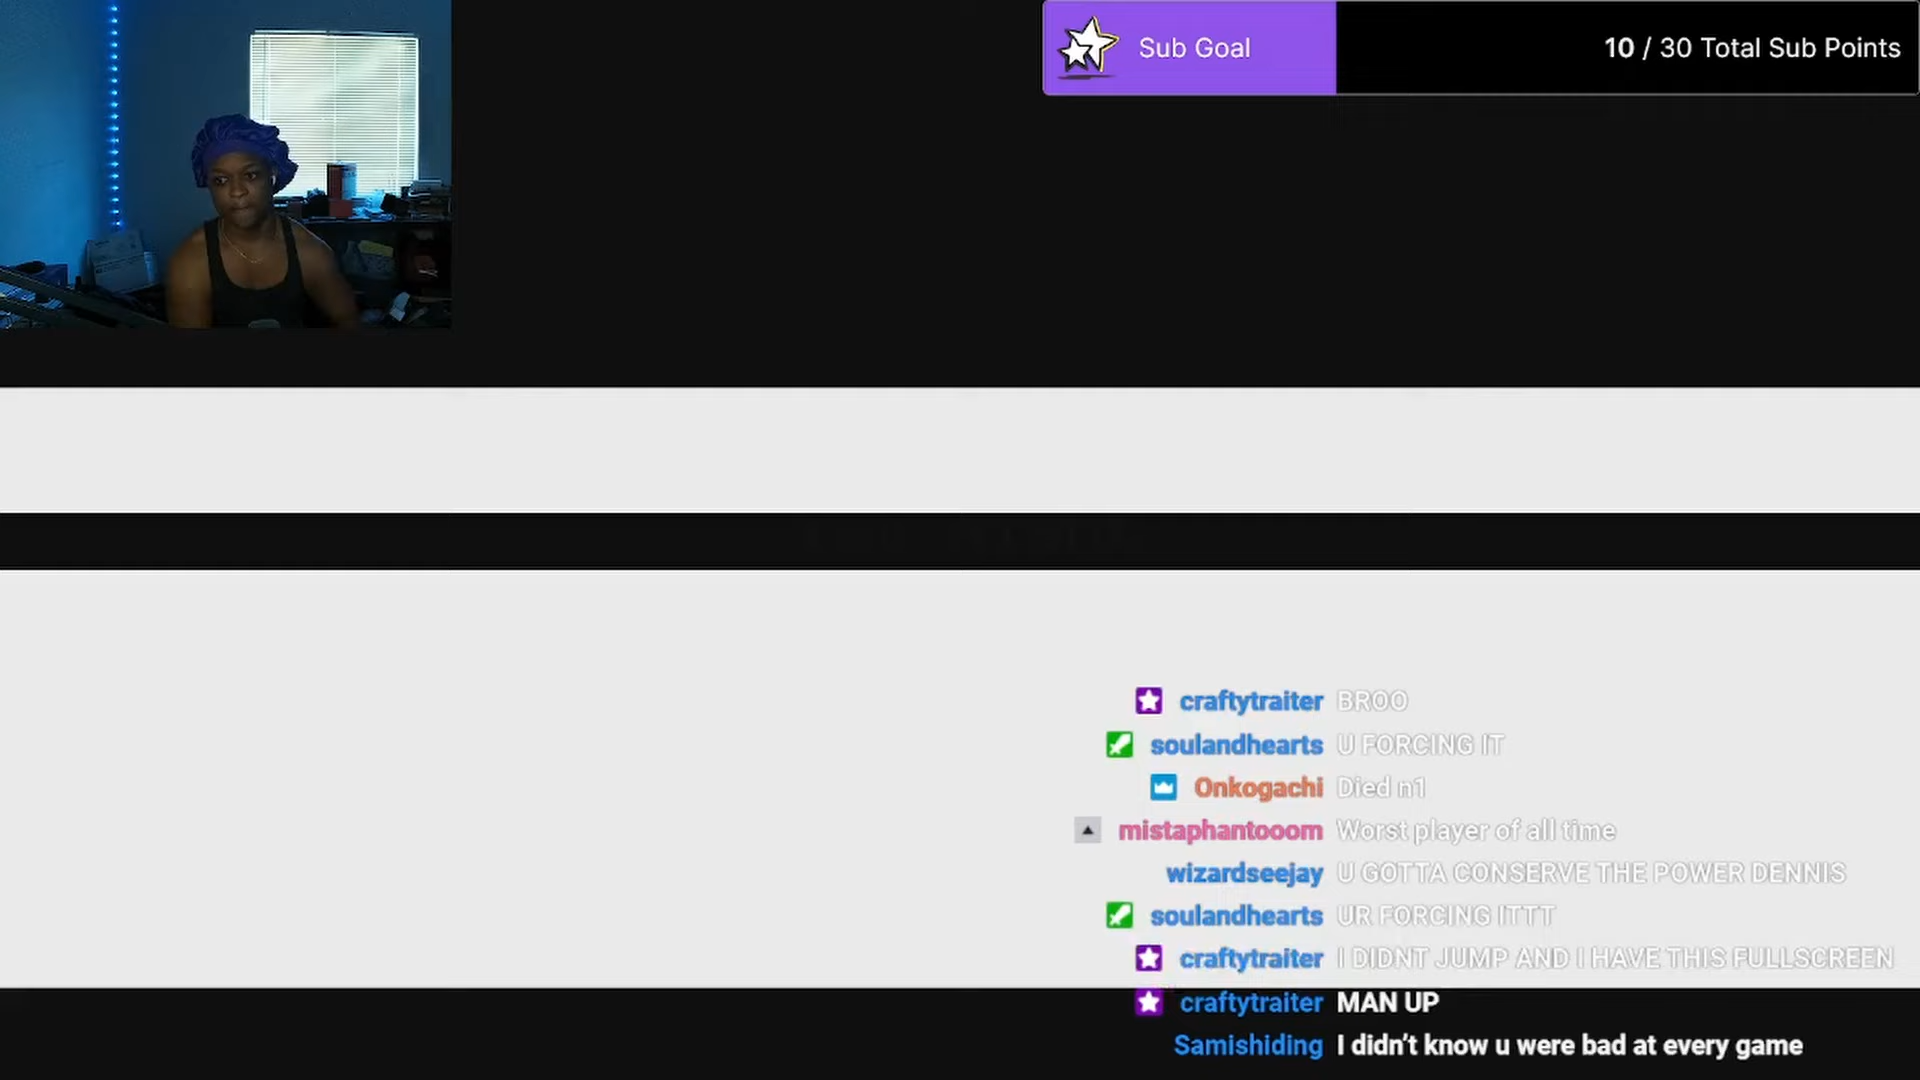 Sub Goal
10 / 30 Total Sub Points
craftytraiter BROO
soulandhearts U FORCING IT
Onkogachi Died n1
mistaphantooom Worst player of all time
wizardseejay U GOTTA CONSERVE THE POWER DENNIS
soulandhearts UR FORCING ITTT
craftytraiter I DIDNT JUMP AND I HAVE THIS FULLSCREEN
craftytraiter MAN UP
Samishiding I didn’t know u were bad at every game